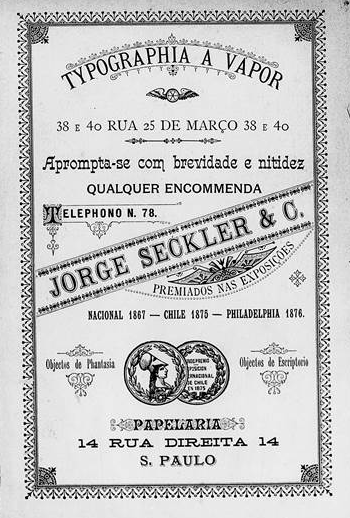 TYPOGRAPHIA A VAPOR
38 E 40 RUA 25 DE MARÇO 38 E 40
Aprompta-se com brevidade e nitidez
QUALQUER ENCOMMENDA
TELEPHONO N. 78.
JORGE SECKLER & C.
PREMIADOS NAS EXPOSIÇÕES
NACIONAL 1867 — CHILE 1875 — PHILADELPHIA 1876.
Objectos de Phantasia
Objectos de Escriptorio
DE CHILE
EN 1875
PAPELARIA
14 RUA DIREITA 14
S. PAULO